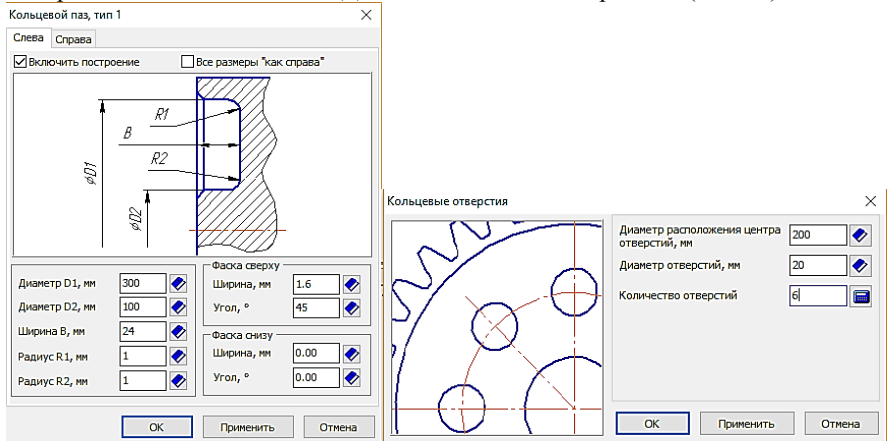 Кольцевой паз, тип 1
Слева Справа
Включить построение Все размеры "как справа"
R1
B
R2
ϕD1
ϕD2
Диаметр D1, мм 300
Диаметр D2, мм 100
Ширина B, мм 24
Радиус R1, мм 1
Радиус R2, мм 1
Фаска сверху
Ширина, мм 1.6
Угол, ° 45
Фаска снизу
Ширина, мм 0.00
Угол, ° 0.00
OK Применить Отмена
Кольцевые отверстия
Диаметр расположения центра
отверстий, мм 200
Диаметр отверстий, мм 20
Количество отверстий 6
OK Применить Отмена